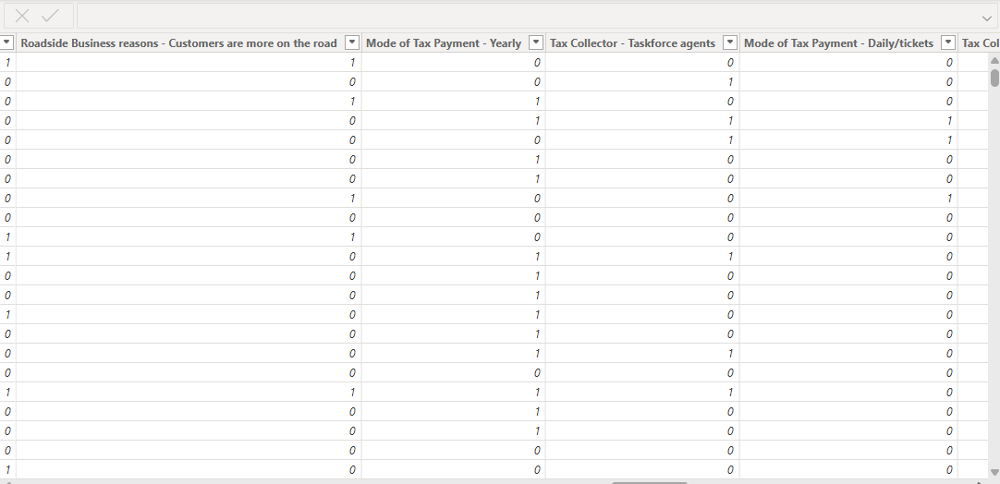 Roadside Business reasons - Customers are more on the road Mode of Tax Payment - Yearly Tax Collector - Taskforce agents Mode of Tax Payment - Daily/tickets Tax Col
1 1 0 0 0
0 0 0 1 0
0 1 1 0 0
0 0 1 1 1
0 0 0 1 1
0 0 1 0 0
0 0 1 0 0
0 1 0 0 1
0 0 0 0 0
1 1 0 0 0
1 0 1 1 0
0 0 1 0 0
0 0 1 0 0
1 0 1 0 0
0 0 1 0 0
0 0 1 1 0
0 0 0 0 0
1 1 1 1 0
0 0 1 0 0
0 0 1 0 0
0 0 0 0 0
1 0 0 0 0